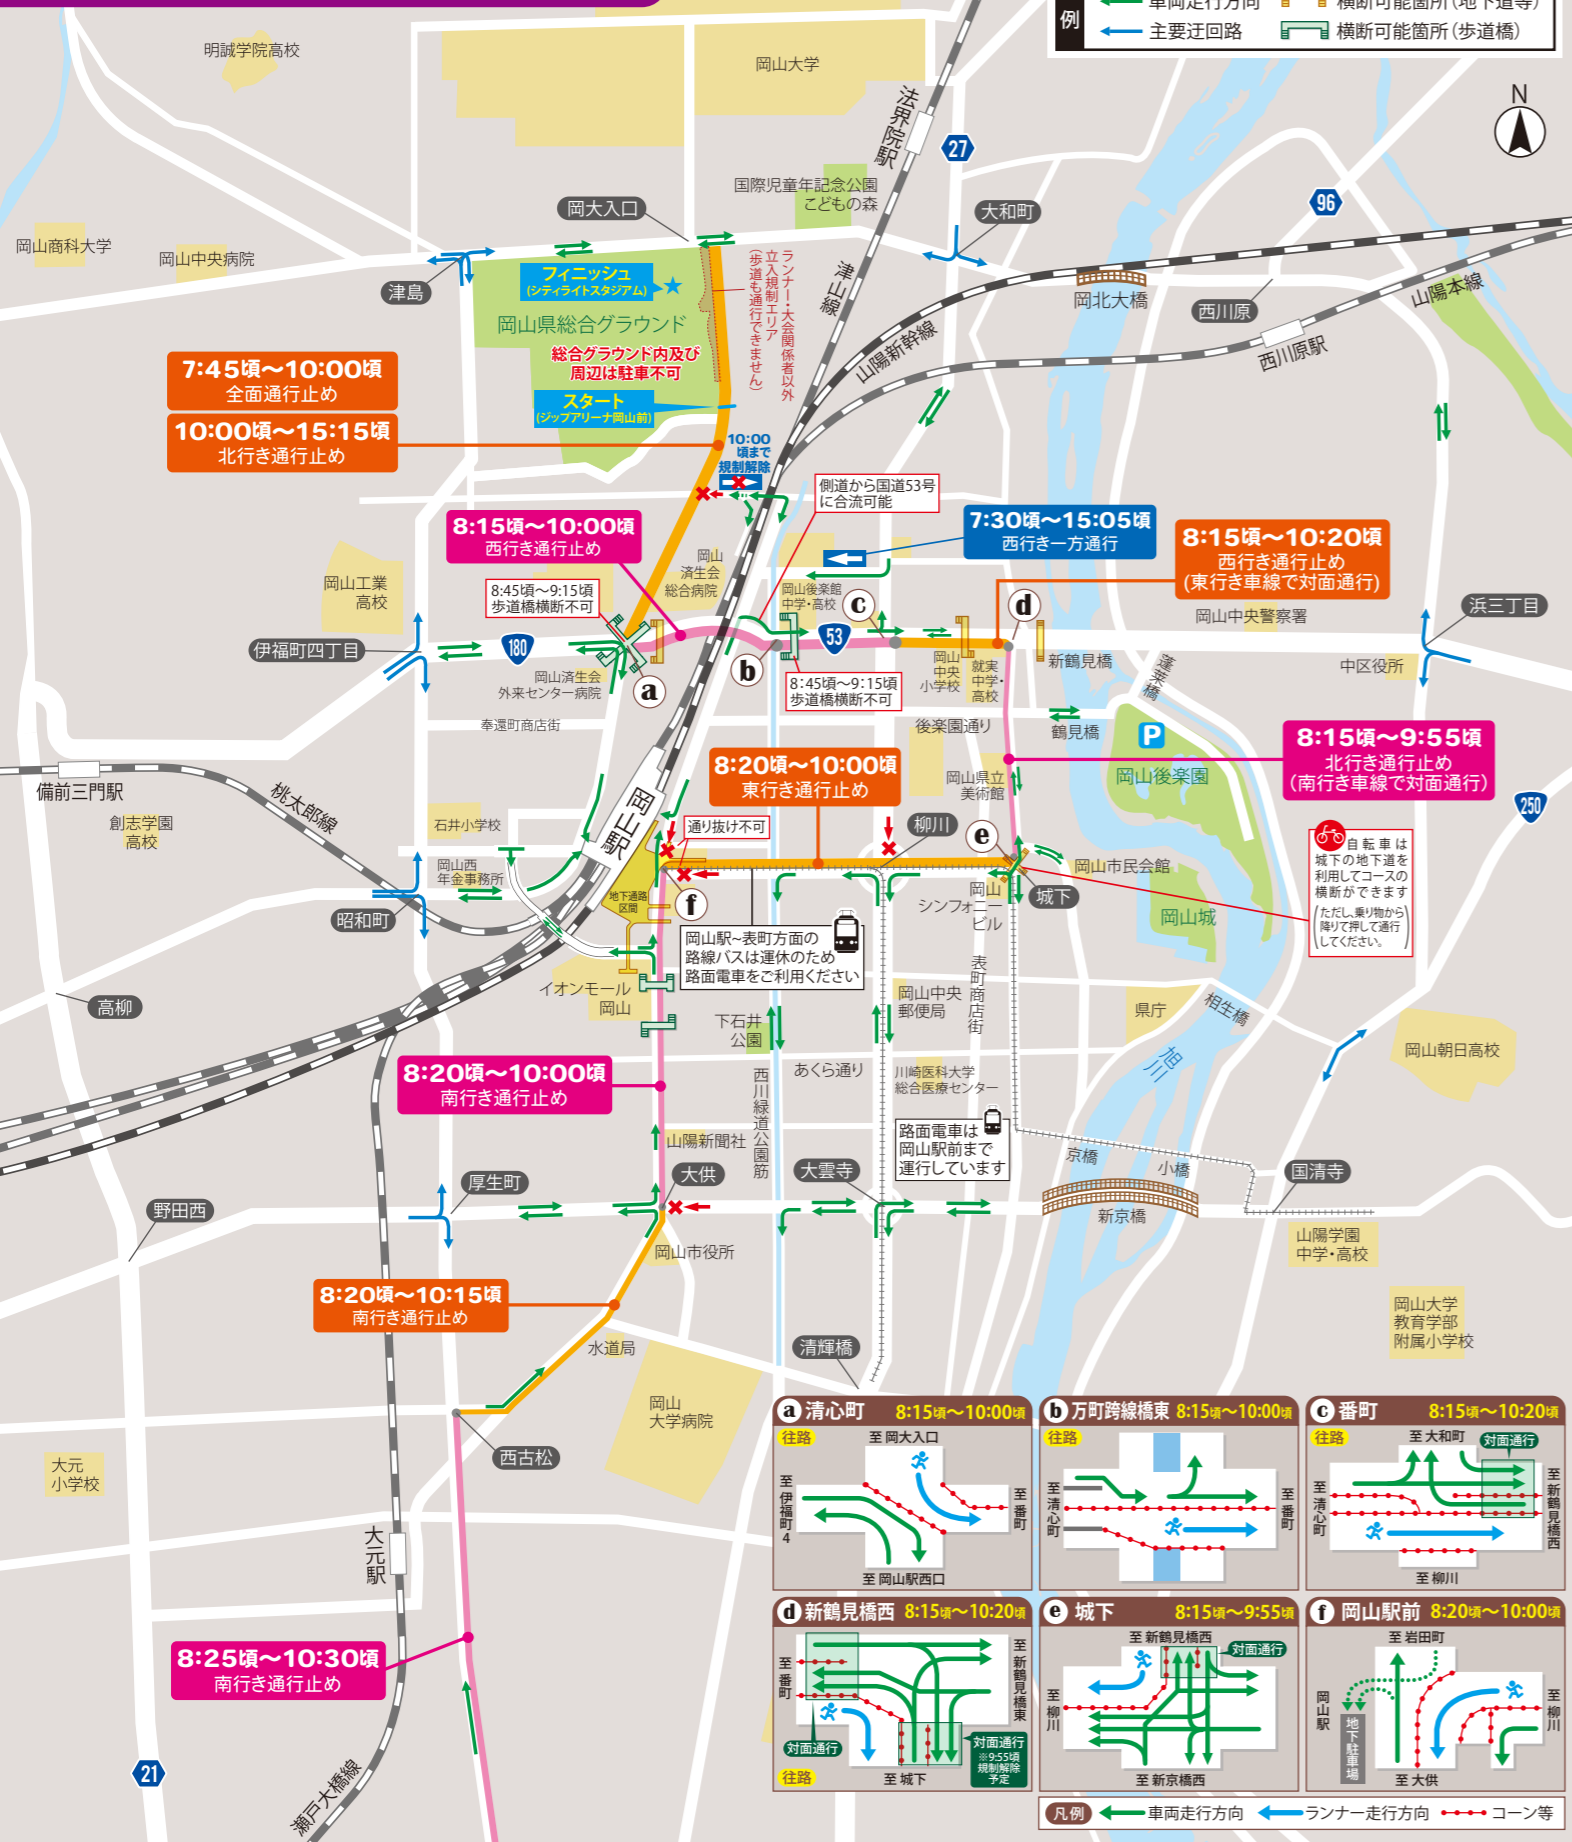 例
車両走行方向
横断可能箇所(地下道等)
主要迂回路
横断可能箇所(歩道橋)
N
明誠学院高校
岡山大学
法界院駅
27
96
国際児童年記念公園
こどもの森
岡大入口
大和町
岡山商科大学
岡山中央病院
津島
フィニッシュ
(シティライトスタジアム)
岡山県総合グラウンド
総合グラウンド内及び
周辺は駐車不可
スタート
(ジップアリーナ岡山前)
ランナー・大会関係者以外
立入規制エリア
(歩道も通行できません)
津山線
山陽新幹線
岡北大橋
西川原
山陽本線
西川原駅
7:45頃〜10:00頃
全面通行止め
10:00頃〜15:15頃
北行き通行止め
10:00
頃まで
規制解除
側道から国道53号
に合流可能
8:15頃〜10:00頃
西行き通行止め
7:30頃〜15:05頃
西行き一方通行
8:15頃〜10:20頃
西行き通行止め
(東行き車線で対面通行)
岡山工業
高校
8:45頃〜9:15頃
歩道橋横断不可
岡山
済生会
総合病院
岡山後楽館
中学・高校
c
d
岡山中央警察署
浜三丁目
伊福町四丁目
180
53
岡山済生会
外来センター病院
a
b
8:45頃〜9:15頃
歩道橋横断不可
岡山
中央
小学校
就実
中学・
高校
新鶴見橋
蓬莱橋
中区役所
奉還町商店街
後楽園通り
鶴見橋
P
岡山後楽園
8:15頃〜9:55頃
北行き通行止め
(南行き車線で対面通行)
8:20頃〜10:00頃
東行き通行止め
岡山県立
美術館
備前三門駅
桃太郎線
創志学園
高校
石井小学校
岡山駅
通り抜け不可
柳川
e
250
自転車は
城下の地下道を
利用してコースの
横断ができます
(ただし、乗り物から
降りて押して通行
してください。)
岡山市民会館
岡山西
年金事務所
地下通路
区間
f
岡山
シンフォニー
ビル
城下
岡山城
昭和町
岡山駅~表町方面の
路線バスは運休のため
路面電車をご利用ください
表町商店街
高柳
イオンモール
岡山
下石井
公園
岡山中央
郵便局
県庁
相生橋
旭川
岡山朝日高校
8:20頃〜10:00頃
南行き通行止め
西川緑道公園筋
あくら通り
川崎医科大学
総合医療センター
路面電車は
岡山駅前まで
運行しています
山陽新聞社
厚生町
大供
大雲寺
京橋
小橋
国清寺
野田西
新京橋
岡山市役所
山陽学園
中学・高校
8:20頃〜10:15頃
南行き通行止め
水道局
清輝橋
岡山大学
教育学部
附属小学校
岡山
大学病院
西古松
大元
小学校
大元駅
8:25頃〜10:30頃
南行き通行止め
21
瀬戸大橋線
a 清心町 8:15頃〜10:00頃
往路
至 岡大入口
至 伊福町4
至 番町
至 岡山駅西口
b 万町跨線橋東 8:15頃〜10:00頃
往路
至 清心町
至 番町
c 番町 8:15頃〜10:20頃
往路
至 大和町
対面通行
至 清心町
至 新鶴見橋西
至 柳川
d 新鶴見橋西 8:15頃〜10:20頃
至 番町
至 新鶴見橋東
対面通行
対面通行
※9:55頃
規制解除
予定
往路
至 城下
e 城下 8:15頃〜9:55頃
至 新鶴見橋西
対面通行
至 柳川
至 新京橋西
f 岡山駅前 8:20頃〜10:00頃
至 岩田町
岡山駅
地下駐車場
至 柳川
至 大供
凡例
車両走行方向
ランナー走行方向
コーン等